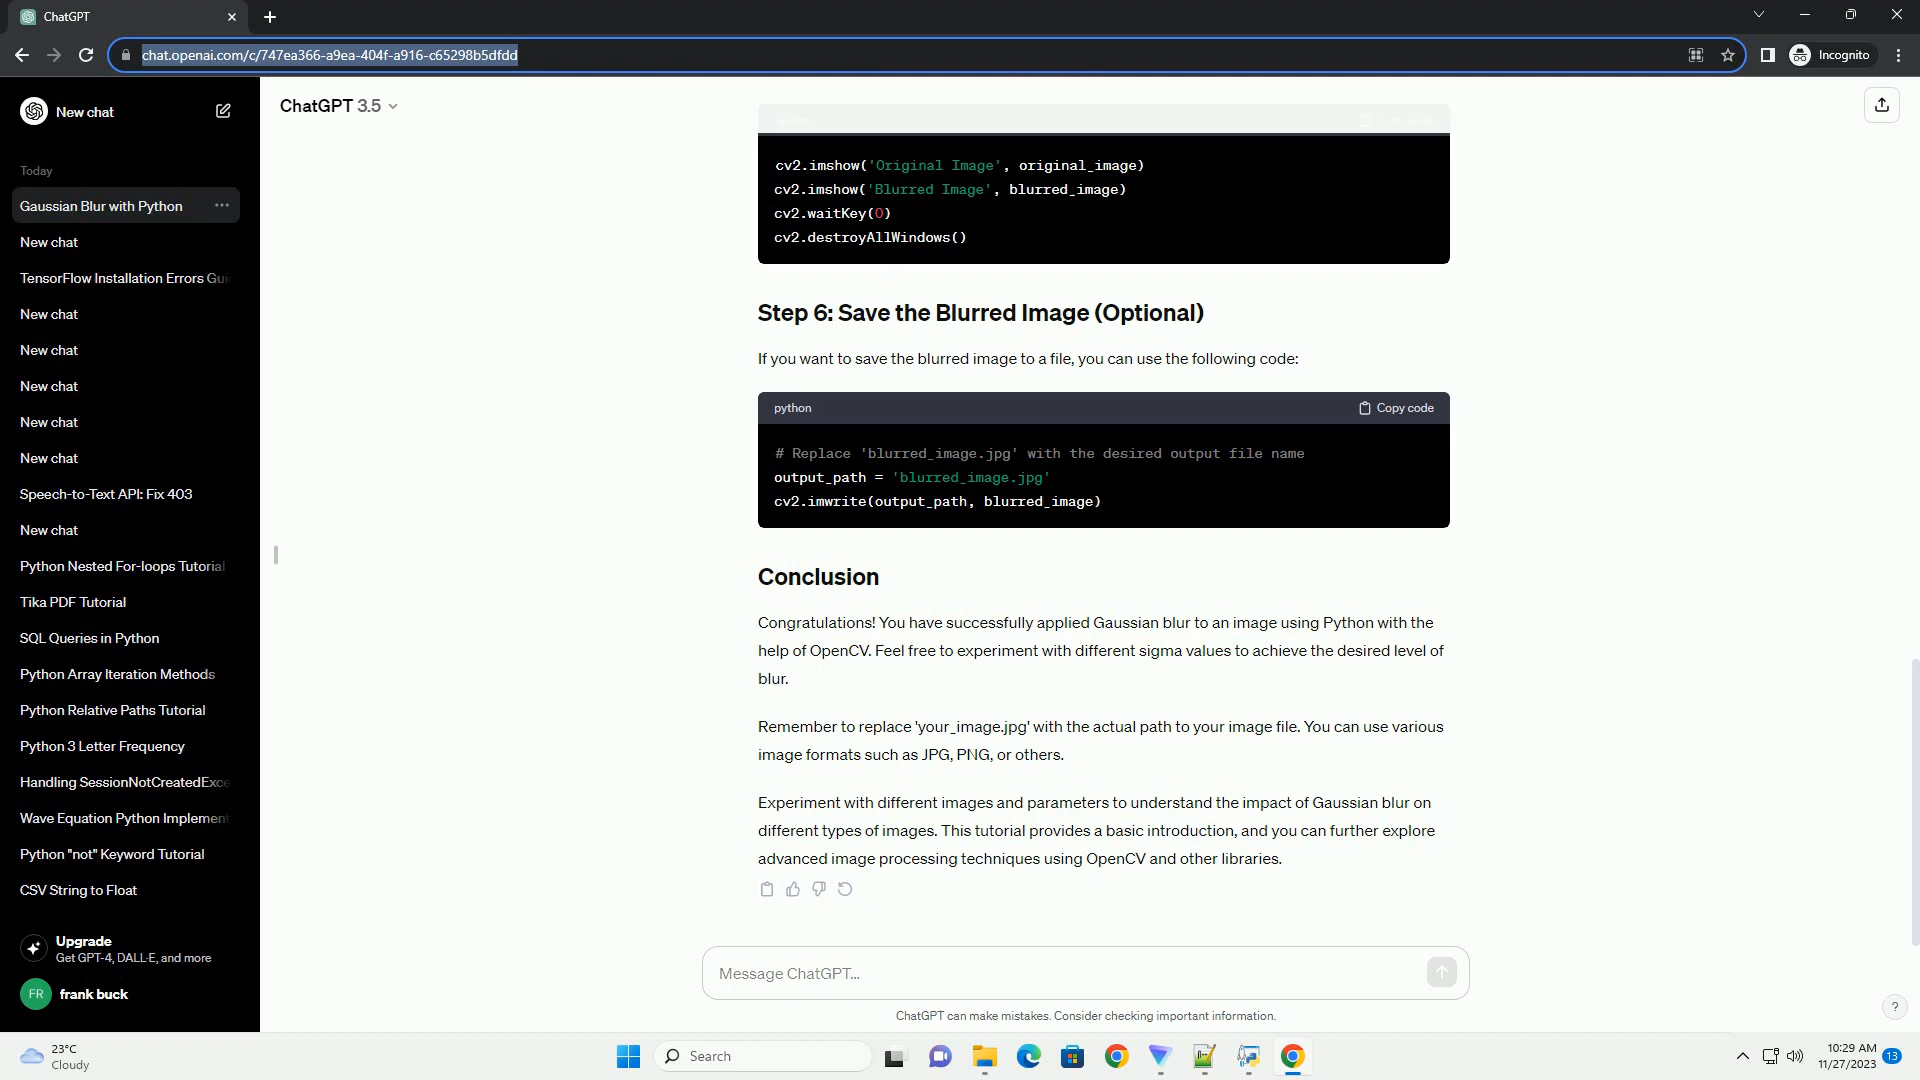 ChatGPT
chat.openai.com/c/747ea366-a9ea-404f-a916-c65298b5dfdd
Incognito
New chat
Today
Gaussian Blur with Python
New chat
TensorFlow Installation Errors Gui
New chat
New chat
New chat
New chat
New chat
Speech-to-Text API: Fix 403
New chat
Python Nested For-loops Tutorial
Tika PDF Tutorial
SQL Queries in Python
Python Array Iteration Methods
Python Relative Paths Tutorial
Python 3 Letter Frequency
Handling SessionNotCreatedExce
Wave Equation Python Implement
Python "not" Keyword Tutorial
CSV String to Float
Upgrade
Get GPT-4, DALL·E, and more
FR
frank buck
ChatGPT 3.5
cv2.imshow('Original Image', original_image)
cv2.imshow('Blurred Image', blurred_image)
cv2.waitKey(0)
cv2.destroyAllWindows()
Step 6: Save the Blurred Image (Optional)
If you want to save the blurred image to a file, you can use the following code:
python
Copy code
# Replace 'blurred_image.jpg' with the desired output file name
output_path = 'blurred_image.jpg'
cv2.imwrite(output_path, blurred_image)
Conclusion
Congratulations! You have successfully applied Gaussian blur to an image using Python with the
help of OpenCV. Feel free to experiment with different sigma values to achieve the desired level of
blur.
Remember to replace 'your_image.jpg' with the actual path to your image file. You can use various
image formats such as JPG, PNG, or others.
Experiment with different images and parameters to understand the impact of Gaussian blur on
different types of images. This tutorial provides a basic introduction, and you can further explore
advanced image processing techniques using OpenCV and other libraries.
Message ChatGPT...
ChatGPT can make mistakes. Consider checking important information.
?
23°C
Cloudy
Search
10:29 AM
11/27/2023
13